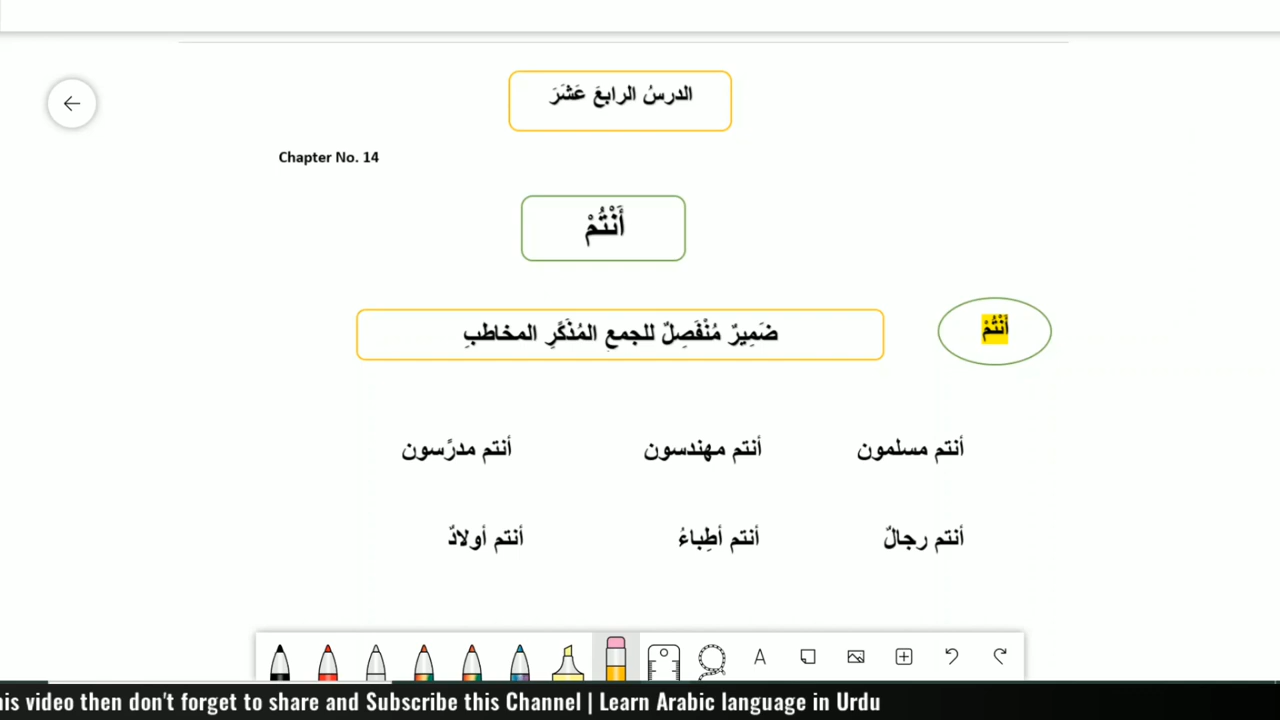 الدرسُ الرابعَ عَشَرَ
Chapter No. 14
أَنْتُمْ
ضَمِيرٌ مُنْفَصِلٌ للجمعِ المُذَكَّرِ المخاطبِ
أَنْتُمْ
أنتم مسلمون أنتم مهندسون أنتم مدرًسون
أنتم رجالٌ أنتم أطِباءُ أنتم أولادٌ
A
his video then don't forget to share and Subscribe this Channel | Learn Arabic language in Urdu